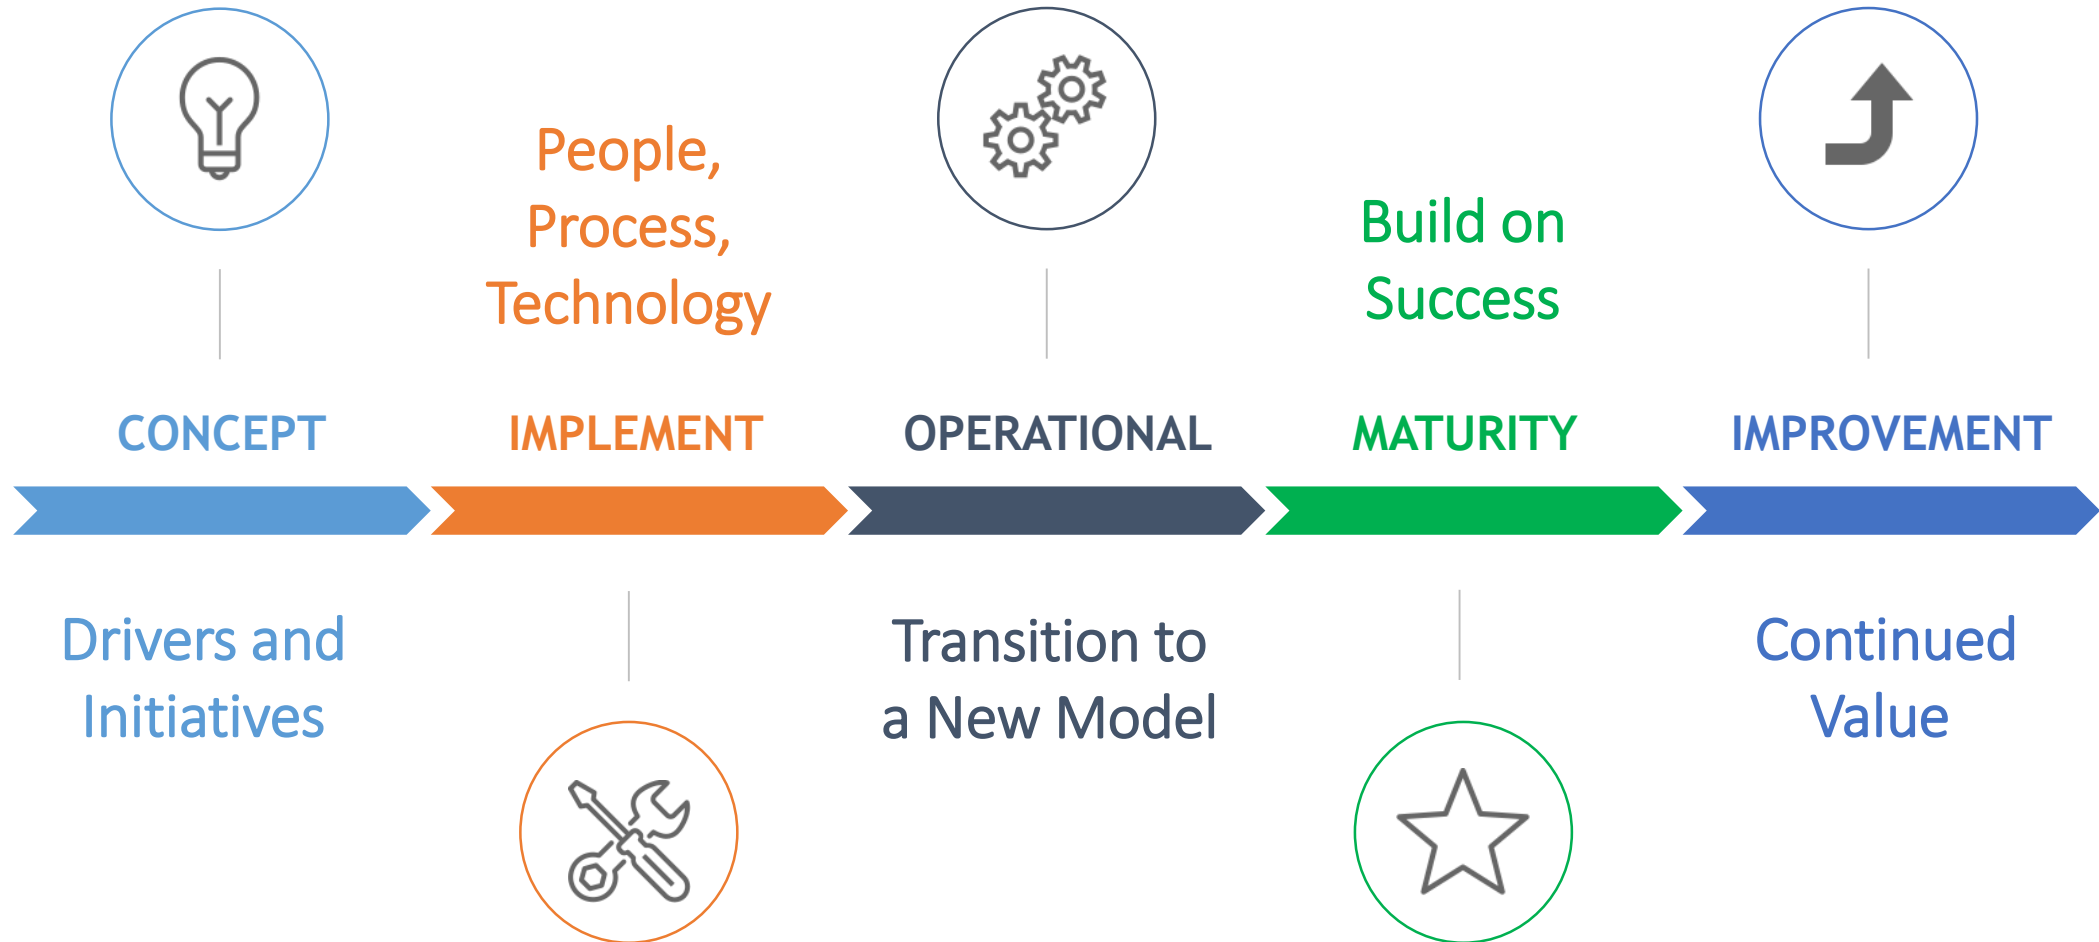 People,
Process,
Technology
Build on
Success
CONCEPT
IMPLEMENT
OPERATIONAL
MATURITY
IMPROVEMENT
Drivers and
Initiatives
Transition to
a New Model
Continued
Value